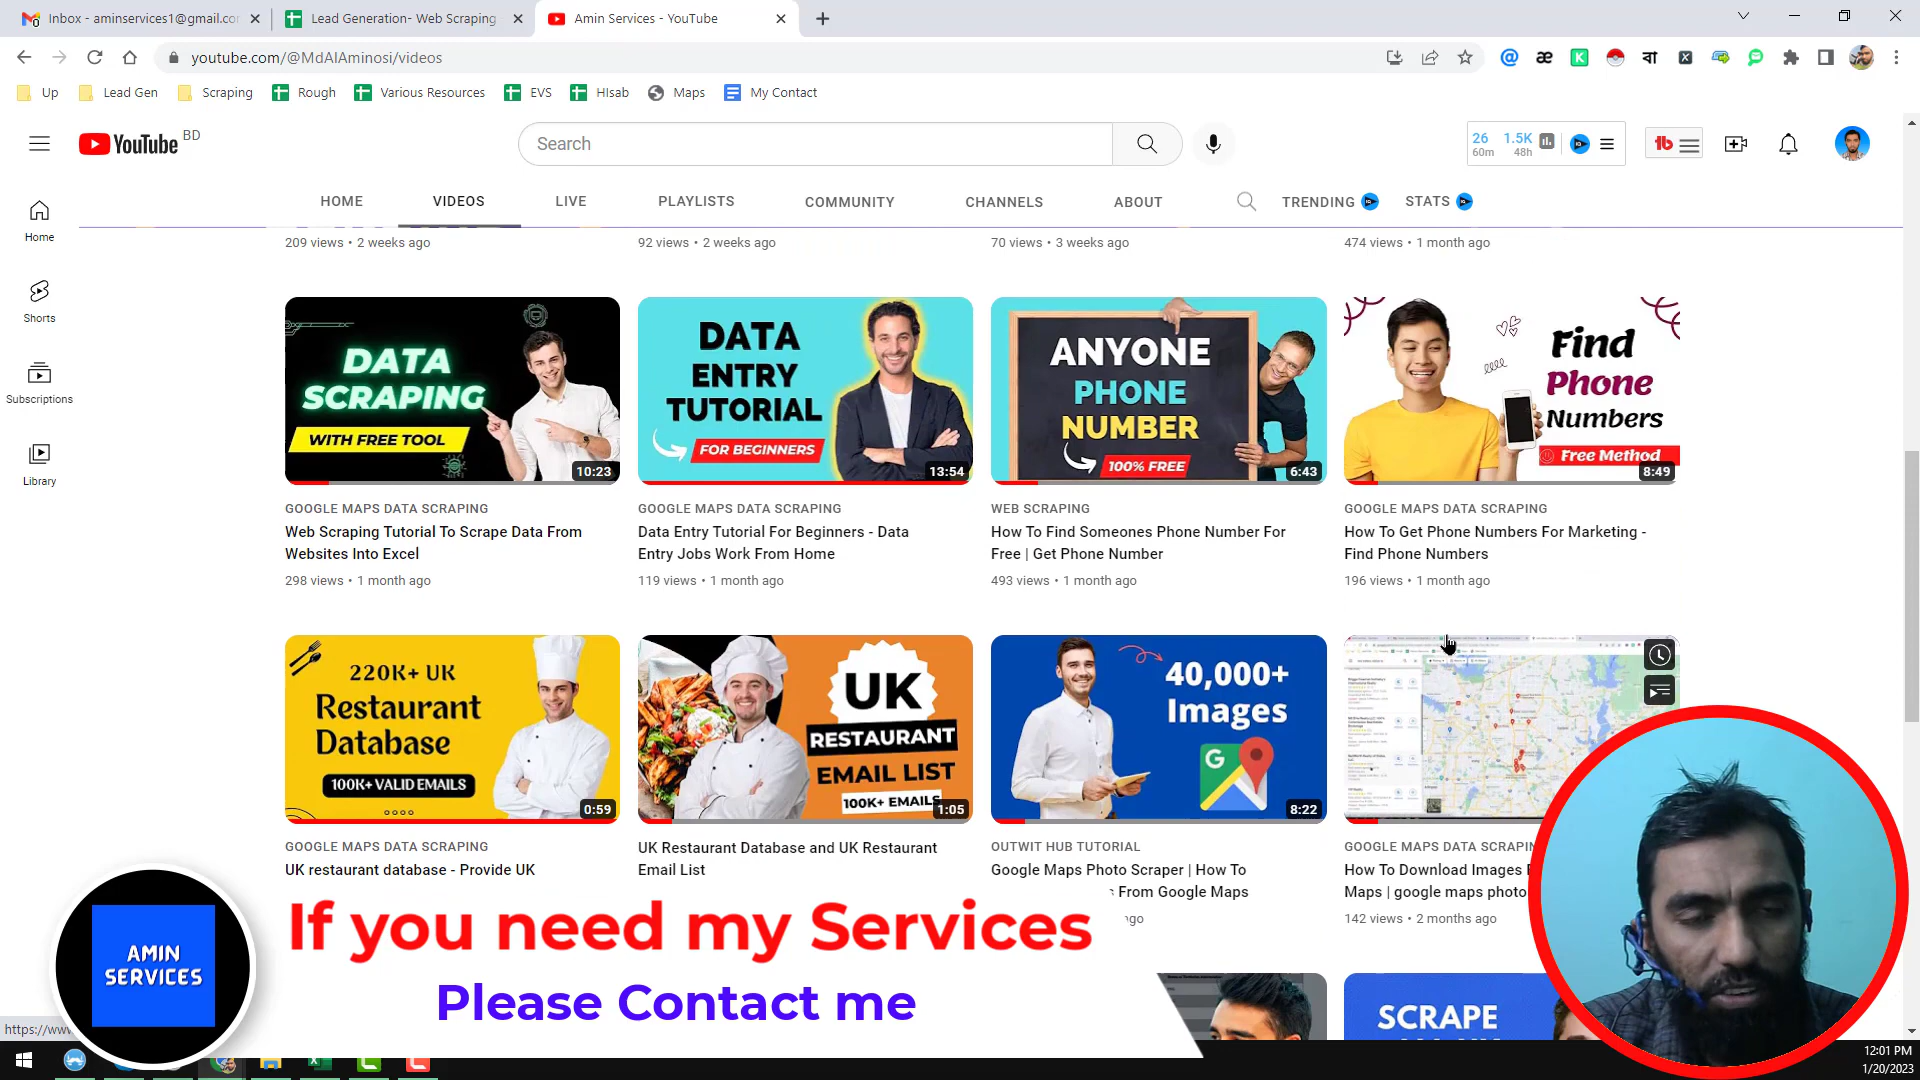 Inbox - aminservices1@gmail.co
Lead Generation- Web Scraping
Amin Services - YouTube
youtube.com/@MdAlAminosi/videos
Up
Lead Gen
Scraping
Rough
Various Resources
EVS
HIsab
Maps
My Contact
YouTube BD
Search
26 1.5K
60m 48h
HOME
VIDEOS
LIVE
PLAYLISTS
COMMUNITY
CHANNELS
ABOUT
TRENDING
STATS
Home
Shorts
Subscriptions
Library
209 views • 2 weeks ago
92 views • 2 weeks ago
70 views • 3 weeks ago
474 views • 1 month ago
DATA
SCRAPING
WITH FREE TOOL
10:23
DATA
ENTRY
TUTORIAL
FOR BEGINNERS
13:54
ANYONE
PHONE
NUMBER
100% FREE
6:43
Find
Phone
Numbers
Free Method
8:49
GOOGLE MAPS DATA SCRAPING
Web Scraping Tutorial To Scrape Data From
Websites Into Excel
298 views • 1 month ago
GOOGLE MAPS DATA SCRAPING
Data Entry Tutorial For Beginners - Data
Entry Jobs Work From Home
119 views • 1 month ago
WEB SCRAPING
How To Find Someones Phone Number For
Free | Get Phone Number
493 views • 1 month ago
GOOGLE MAPS DATA SCRAPING
How To Get Phone Numbers For Marketing -
Find Phone Numbers
196 views • 1 month ago
220K+ UK
Restaurant
Database
100K+ VALID EMAILS
0:59
UK
RESTAURANT
EMAIL LIST
100K+ EMAILS
1:05
40,000+
Images
8:22
GOOGLE MAPS DATA SCRAPING
UK restaurant database - Provide UK
UK Restaurant Database and UK Restaurant
Email List
OUTWIT HUB TUTORIAL
Google Maps Photo Scraper | How To
From Google Maps
go
GOOGLE MAPS DATA SCRAPIN
How To Download Images
Maps | google maps photo
142 views • 2 months ago
SCRAPE
AMIN
SERVICES
If you need my Services
Please Contact me
https://ww
12:01 PM
1/20/2023